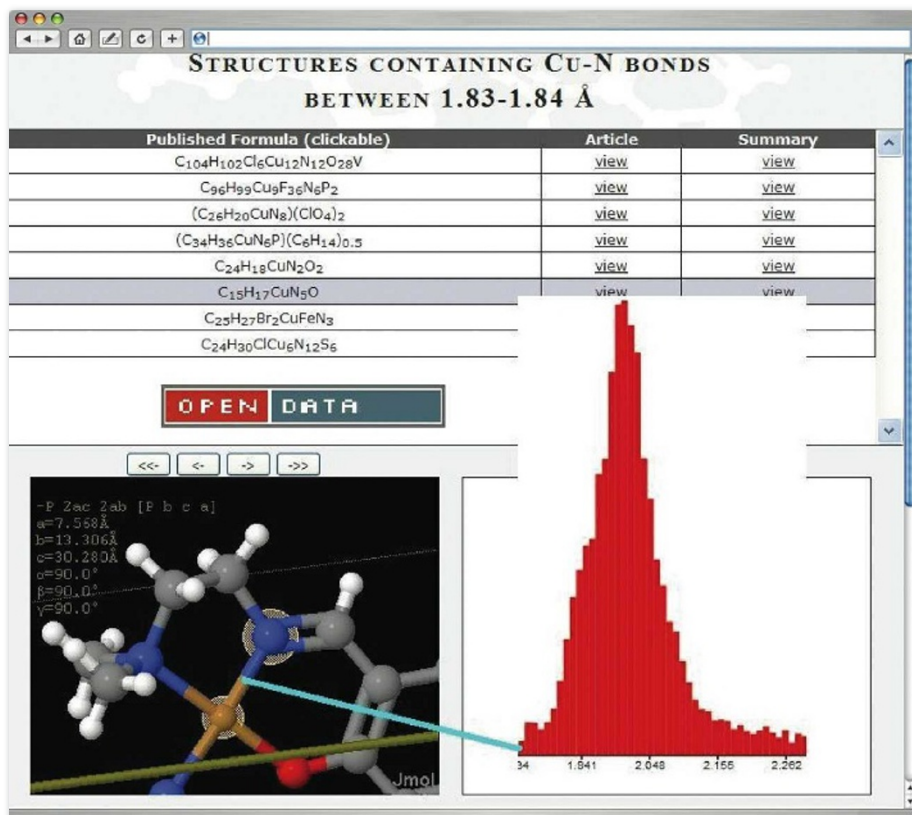 STRUCTURES CONTAINING CU-N BONDS
BETWEEN 1.83-1.84 Å
Published Formula (clickable) Article Summary
C₁₀₄H₁₀₂Cl₆Cu₁₂N₁₂O₂₈V view view
C₉₆H₉₉Cu₉F₃₆N₆P₂ view view
(C₂₆H₂₀CuN₈)(ClO₄)₂ view view
(C₃₄H₃₆CuN₆P)(C₆H₁₄)₀.₅ view view
C₂₄H₁₈CuN₂O₂ view view
C₁₅H₁₇CuN₅O view view
C₂₅H₂₇Br₂CuFeN₃
C₂₄H₃₀ClCu₆N₁₂S₆
OPEN DATA
<<- <- -> ->>
-P 2ac 2ab [P b c a]
a=7.568Å
b=13.306Å
c=30.280Å
α=90.0°
β=90.0°
γ=90.0°
Jmol
34 1.941 2.048 2.155 2.262